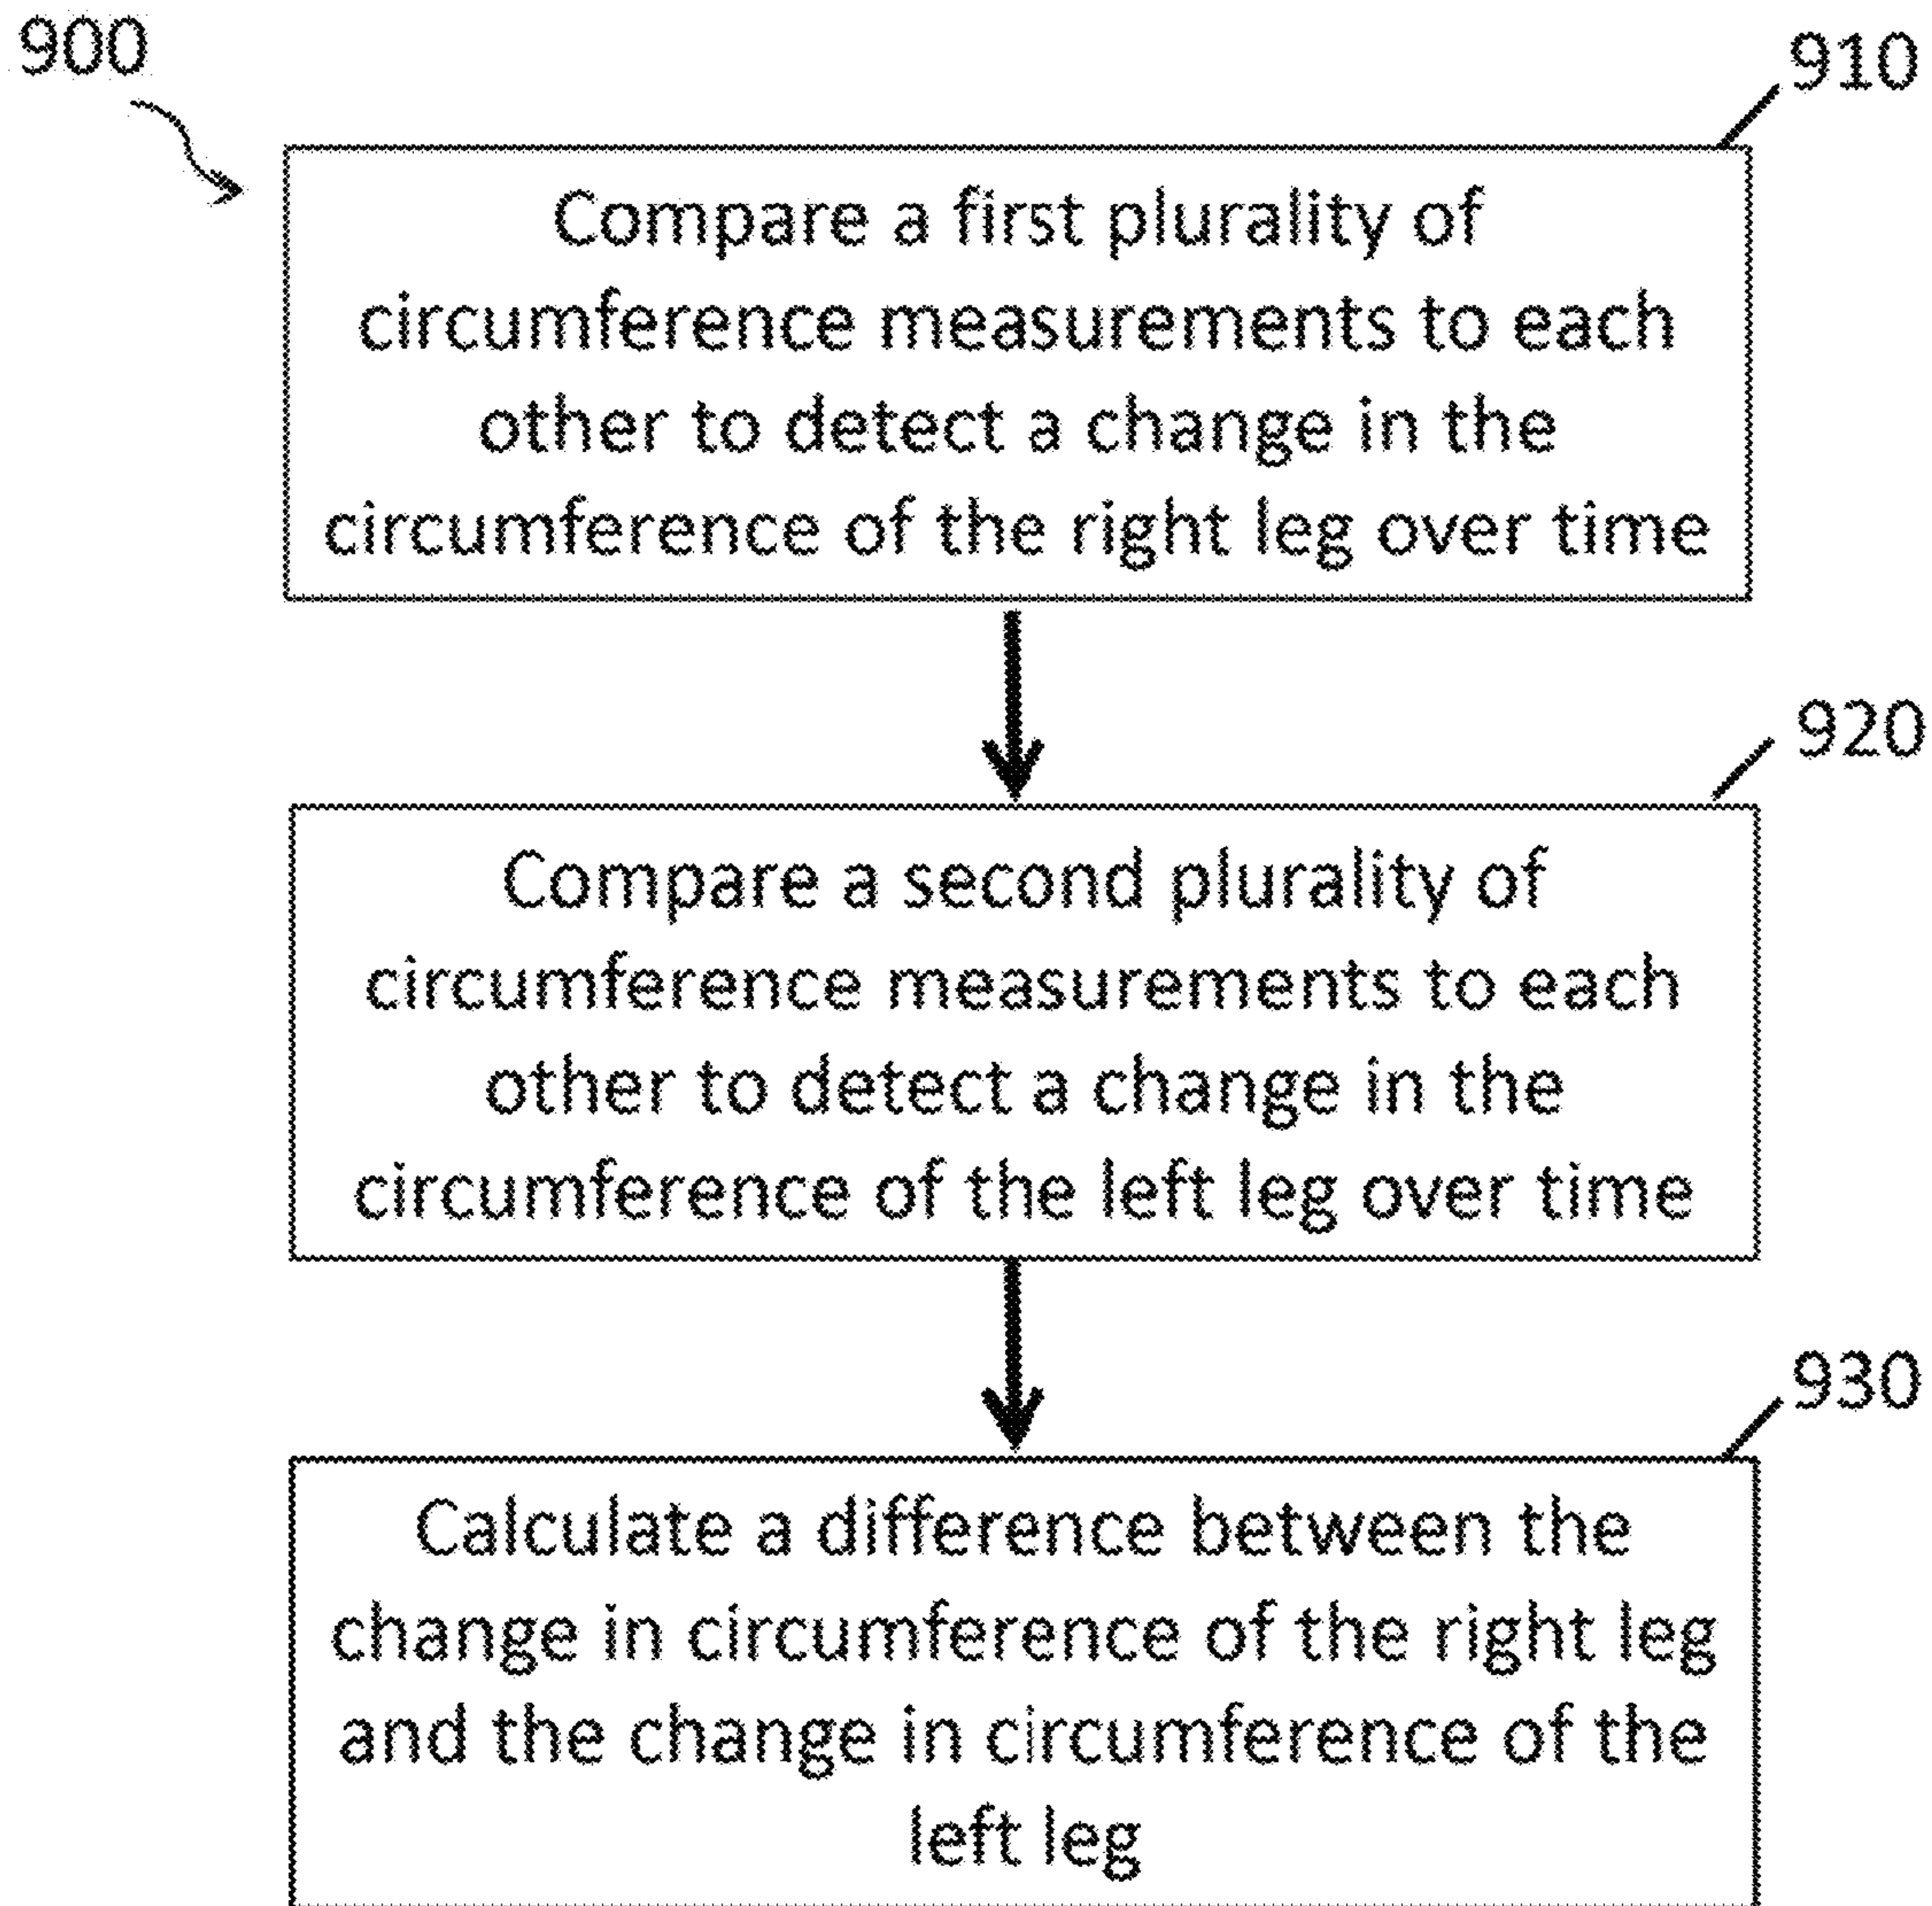 900
910
Compare a first plurality of
circumference measurements to each
other to detect a change in the
circumference of the right leg over time
920
Compare a second plurality of
circumference measurements to each
other to detect a change in the
circumference of the left leg over time
930
Calculate a difference between the
change in circumference of the right leg
and the change in circumference of the
left leg